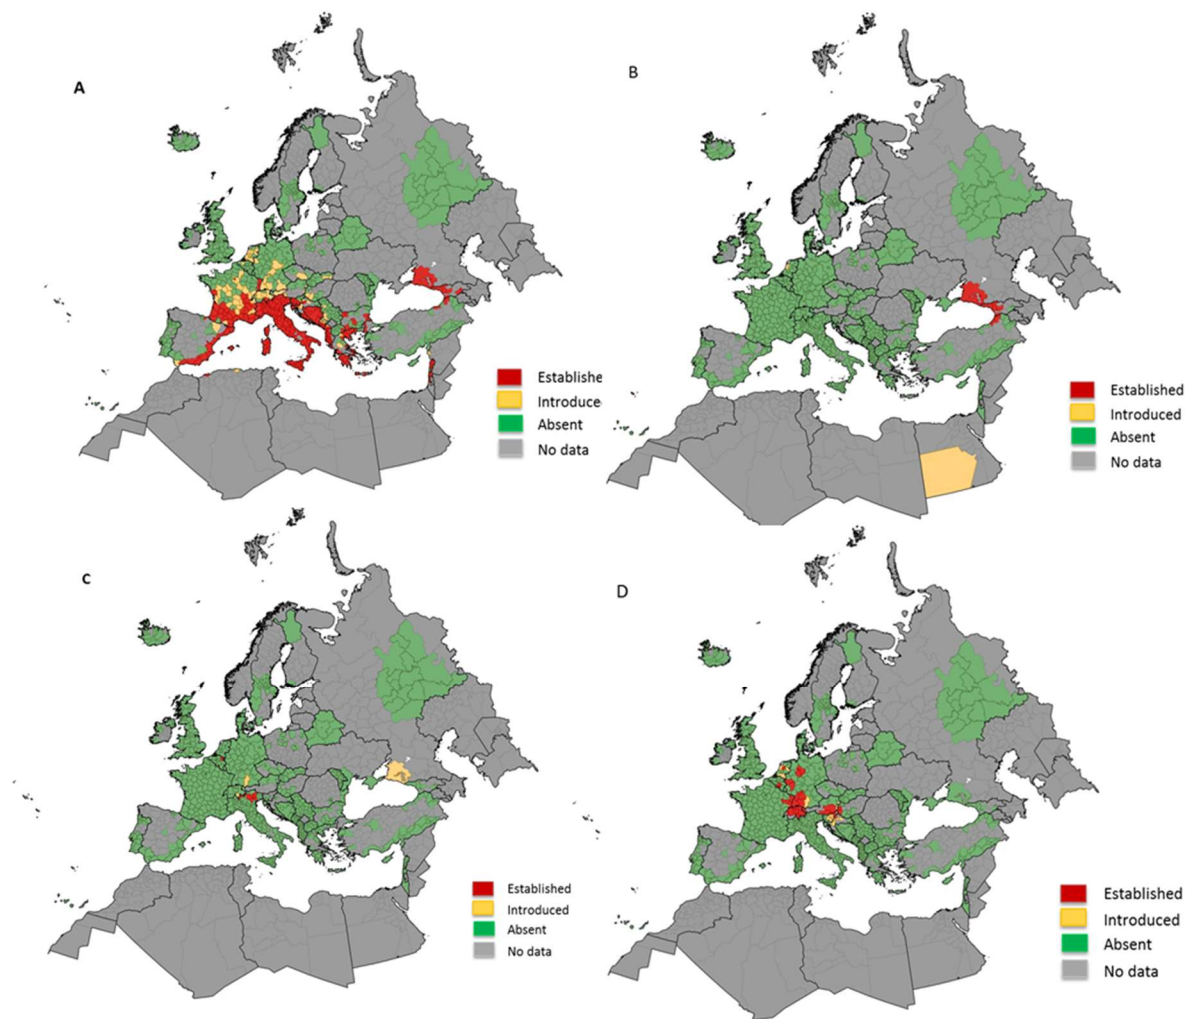 A
Establishe
Introduce
Absent
No data
B
Established
Introduced
Absent
No data
C
Established
Introduced
Absent
No data
D
Established
Introduced
Absent
No data